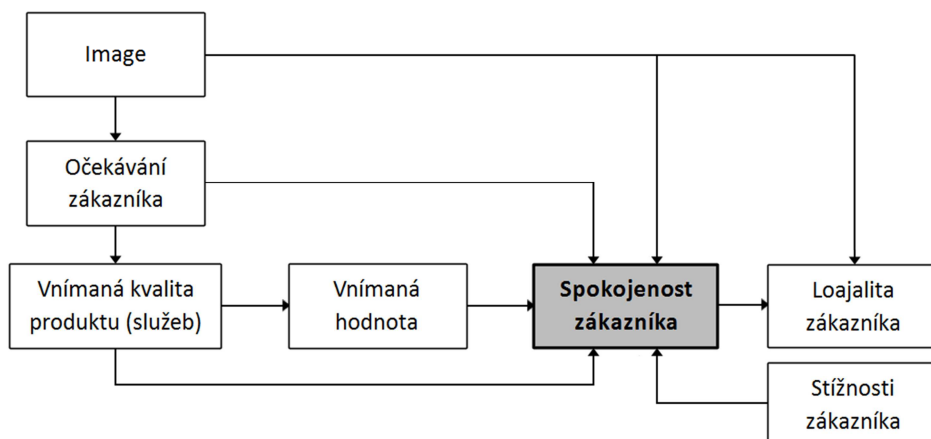 Image
Očekávání
zákazníka
Vnímaná kvalita
produktu (služeb)
Vnímaná
hodnota
Spokojenost
zákazníka
Loajalita
zákazníka
Stížnosti
zákazníka